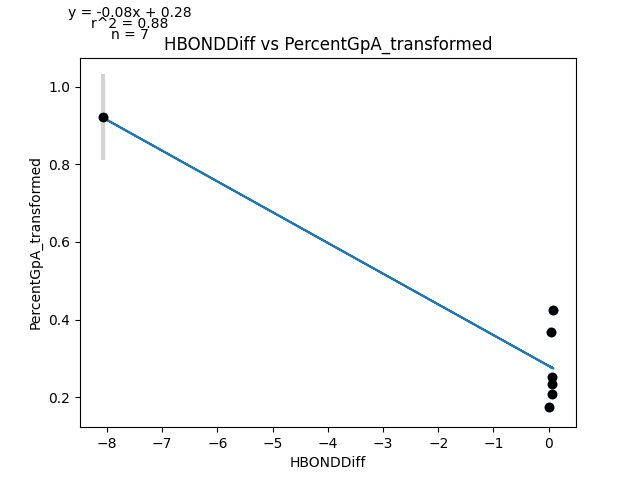 y = -0.08x + 0.28
r^2 = 0.88
n = 7
HBONDDiff vs PercentGpA_transformed
PercentGpA_transformed
1.0
0.8
0.6
0.4
0.2
−8
−7
−6
−5
−4
−3
−2
−1
0
HBONDDiff